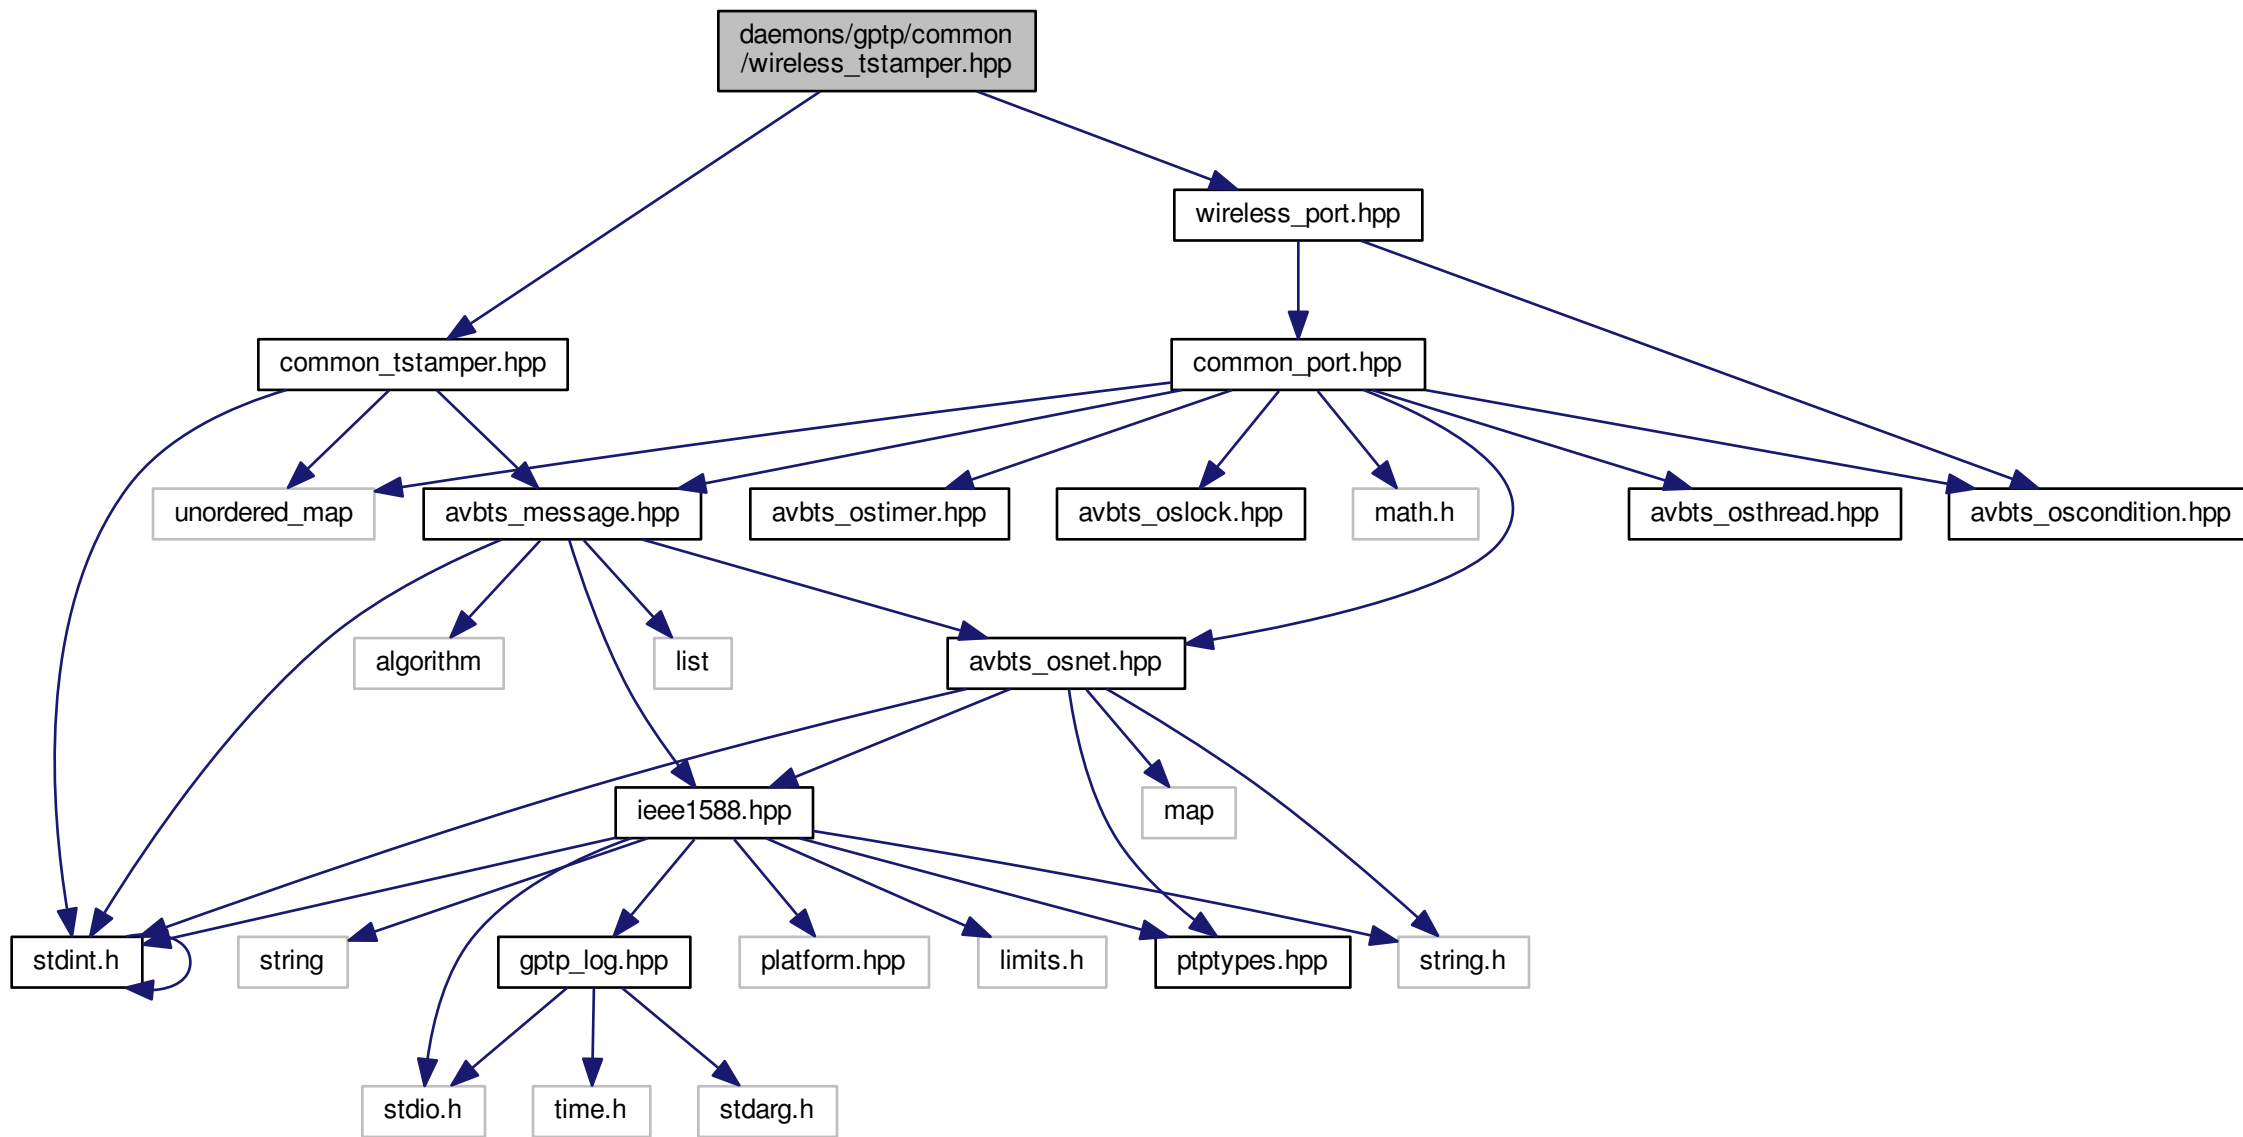 daemons/gptp/common
/wireless_tstamper.hpp
wireless_port.hpp
common_tstamper.hpp
common_port.hpp
unordered_map
avbts_message.hpp
avbts_ostimer.hpp
avbts_oslock.hpp
math.h
avbts_osthread.hpp
avbts_oscondition.hpp
algorithm
list
avbts_osnet.hpp
ieee1588.hpp
map
stdint.h
string
gptp_log.hpp
platform.hpp
limits.h
ptptypes.hpp
string.h
stdio.h
time.h
stdarg.h